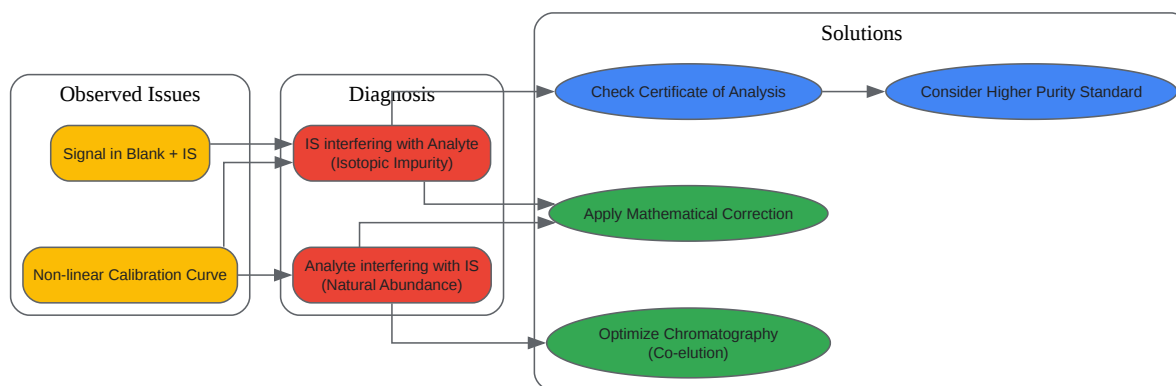 Solutions
Observed Issues
Diagnosis
Check Certificate of Analysis
Consider Higher Purity Standard
Signal in Blank + IS
IS interfering with Analyte
(Isotopic Impurity)
Apply Mathematical Correction
Non-linear Calibration Curve
Analyte interfering with IS
(Natural Abundance)
Optimize Chromatography
(Co-elution)